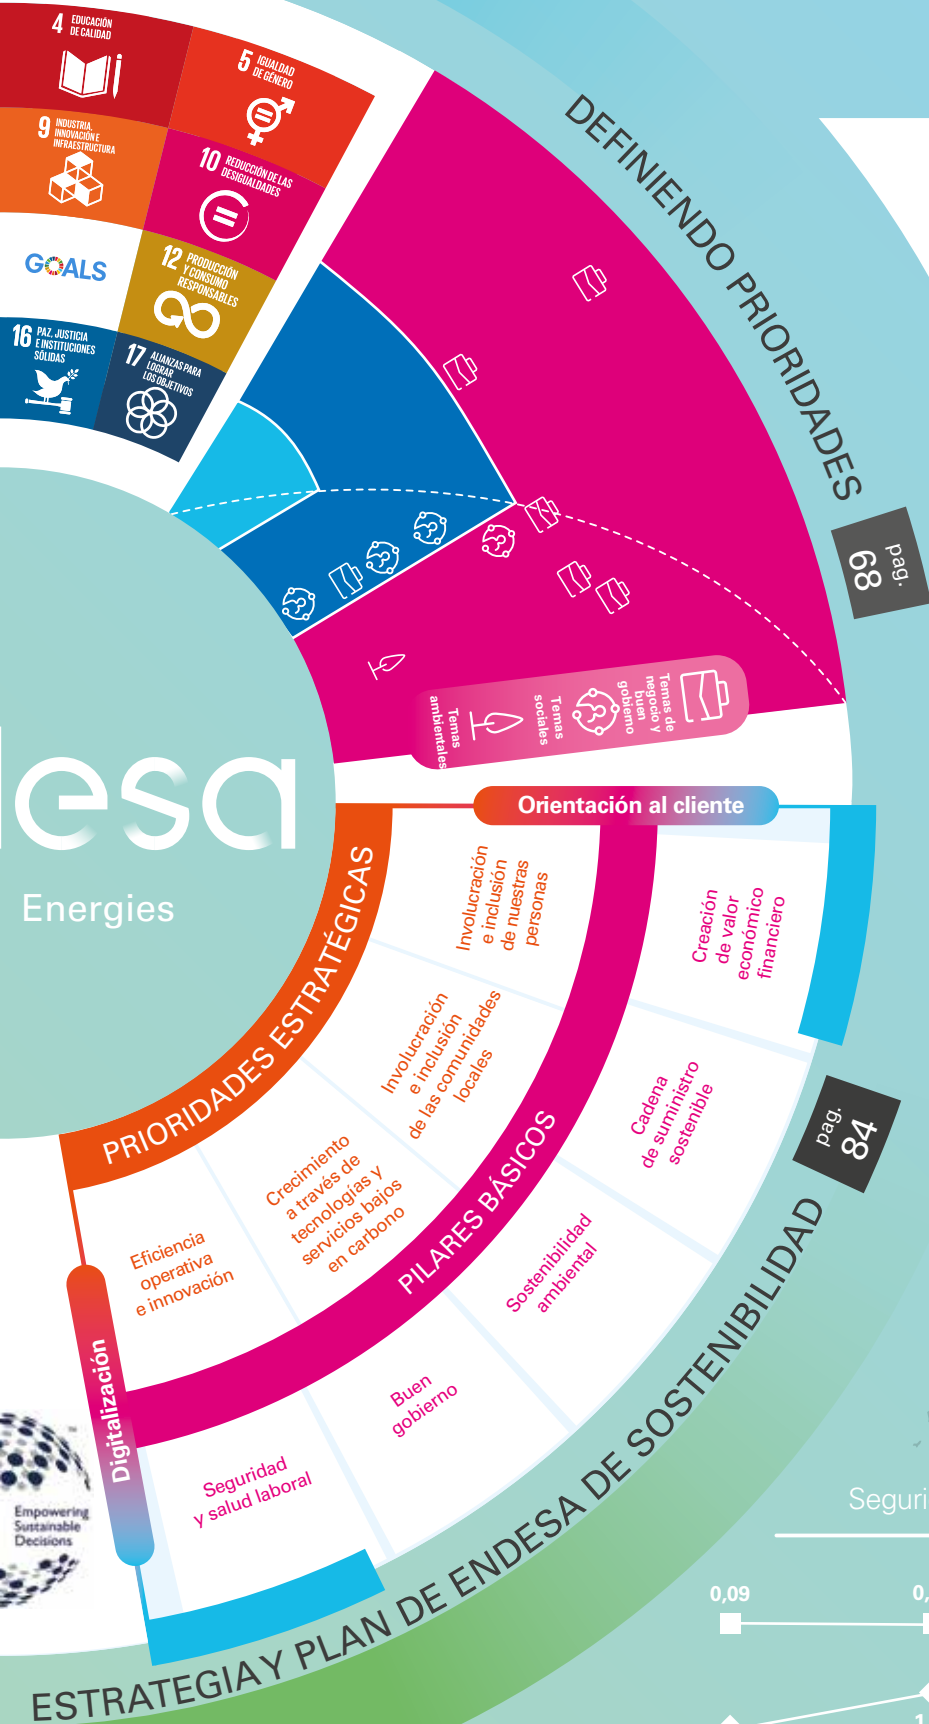 4 EDUCACIÓN
DE CALIDAD
5 IGUALDAD
DE GÉNERO
9 INDUSTRIA,
INNOVACIÓN E
INFRAESTRUCTURA
10 REDUCCIÓN DE LAS
DESIGUALDADES
GOALS
12 PRODUCCIÓN
Y CONSUMO
RESPONSABLES
16 PAZ, JUSTICIA
E INSTITUCIONES
SÓLIDAS
17 ALIANZAS PARA
LOGRAR
LOS OBJETIVOS
DEFINIENDO PRIORIDADES
pag.
68
Temas de
negocio y
buen
gobierno
Temas
sociales
Temas
ambientales
desa
Energies
Orientación al cliente
PRIORIDADES ESTRATÉGICAS
Involucración
e inclusión
de nuestras
personas
Involucración
e inclusión
de las comunidades
locales
Crecimiento
a través de
tecnologías y
servicios bajos
en carbono
Eficiencia
operativa
e innovación
PILARES BÁSICOS
Creación
de valor
económico
financiero
Cadena
de suministro
sostenible
Sostenibilidad
ambiental
Buen
gobierno
Seguridad
y salud laboral
Digitalización
pag.
84
ESTRATEGIA Y PLAN DE ENDESA DE SOSTENIBILIDAD
Empowering
Sustainable
Decisions
Seguri
0,09
0,
1